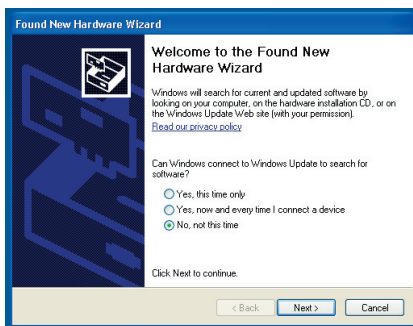 Found New Hardware Wizard
Welcome to the Found New
Hardware Wizard
Windows will search for current and updated software by
looking on your computer, on the hardware installation CD, or on
the Windows Update Web site (with your permission).
Read our privacy policy
Can Windows connect to Windows Update to search for
software?
Yes, this time only
Yes, now and every time I connect a device
No, not this time
Click Next to continue.
< Back Next > Cancel